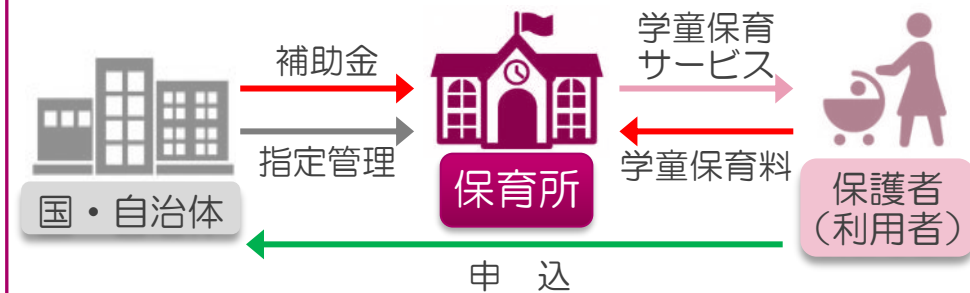 補助金
指定管理
国・自治体
保育所
学童保育
サービス
学童保育料
保護者
（利用者）
申　込